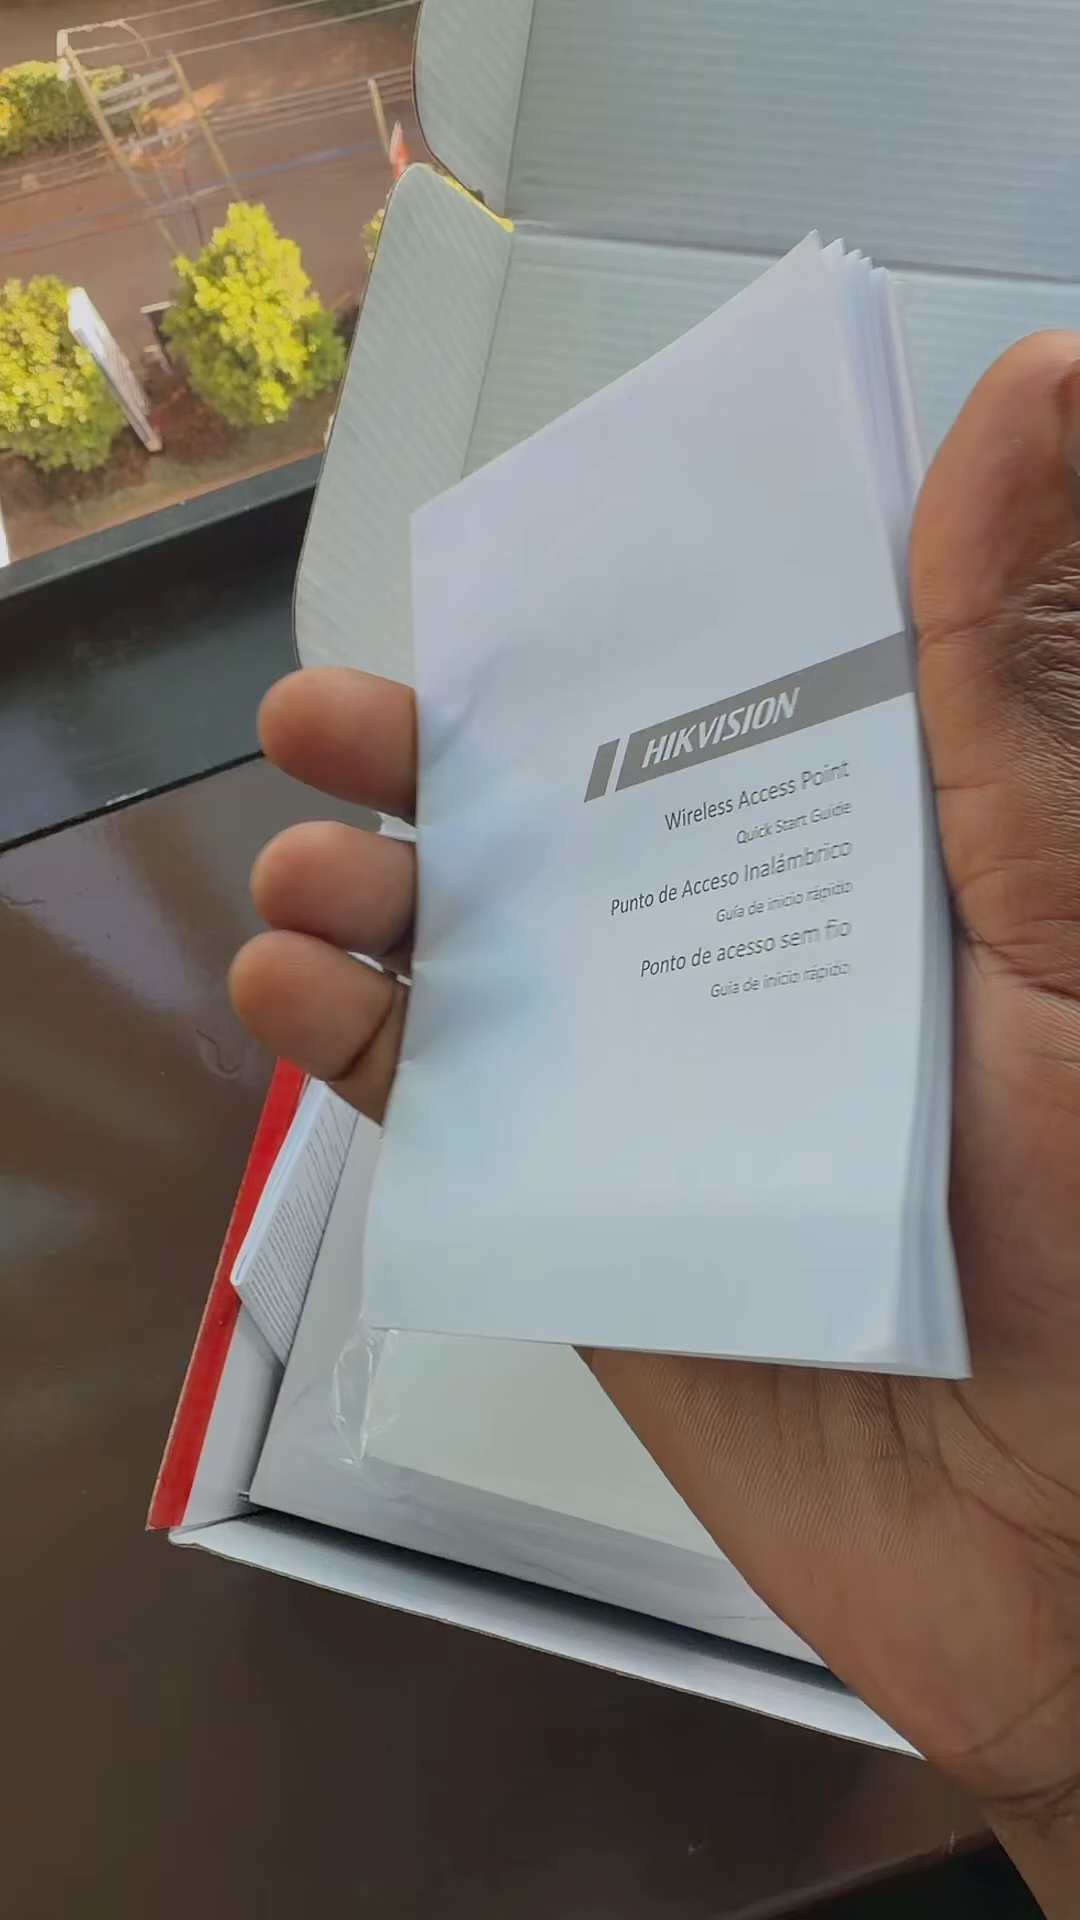 HIKVISION
Wireless Access Point
Quick Start Guide
Punto de Acceso Inalámbrico
Guía de inicio rápido
Ponto de acesso sem fio
Guia de início rápido